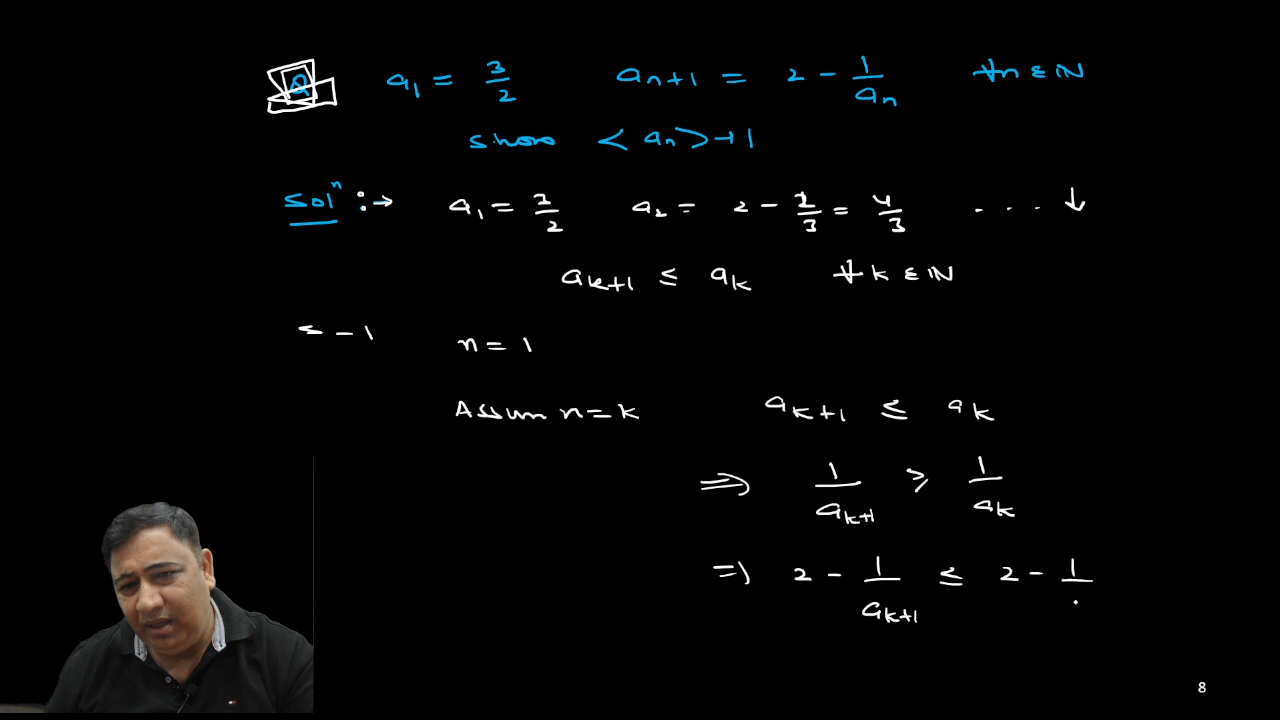 Q a₁ = 3/2 aₙ₊₁ = 2 - 1/aₙ ∀n ∈ ℕ
show <aₙ> → 1
Solⁿ :→ a₁ = 3/2 a₂ = 2 - 2/3 = 4/3 . . . ↓
aₖ₊₁ ≤ aₖ ∀ k ∈ ℕ
S - 1 n = 1
Assum n = k aₖ₊₁ ≤ aₖ
⟹ 1/aₖ₊₁ ≥ 1/aₖ
⟹ 2 - 1/aₖ₊₁ ≤ 2 - 1/
8